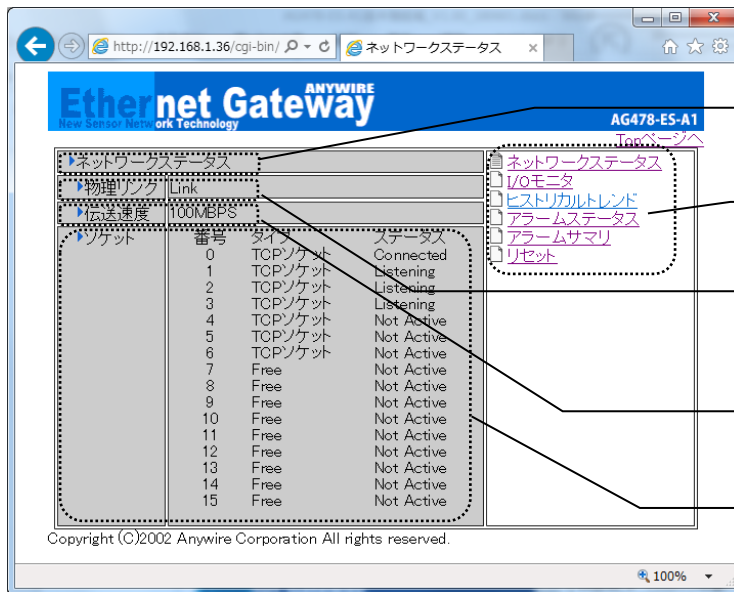 http://192.168.1.36/cgi-bin/
ネットワークステータス
ANYWIRE
Ethernet Gateway
New Sensor Network Technology
AG478-ES-A1
Topページへ
ネットワークステータス
物理リンク Link
伝送速度 100MBPS
ソケット 番号 タイプ ステータス
0 TCPソケット Connected
1 TCPソケット Listening
2 TCPソケット Listening
3 TCPソケット Listening
4 TCPソケット Not Active
5 TCPソケット Not Active
6 TCPソケット Not Active
7 Free Not Active
8 Free Not Active
9 Free Not Active
10 Free Not Active
11 Free Not Active
12 Free Not Active
13 Free Not Active
14 Free Not Active
15 Free Not Active
ネットワークステータス
I/Oモニタ
ヒストリカルトレンド
アラームステータス
アラームサマリ
リセット
Copyright (C)2002 Anywire Corporation All rights reserved.
100%